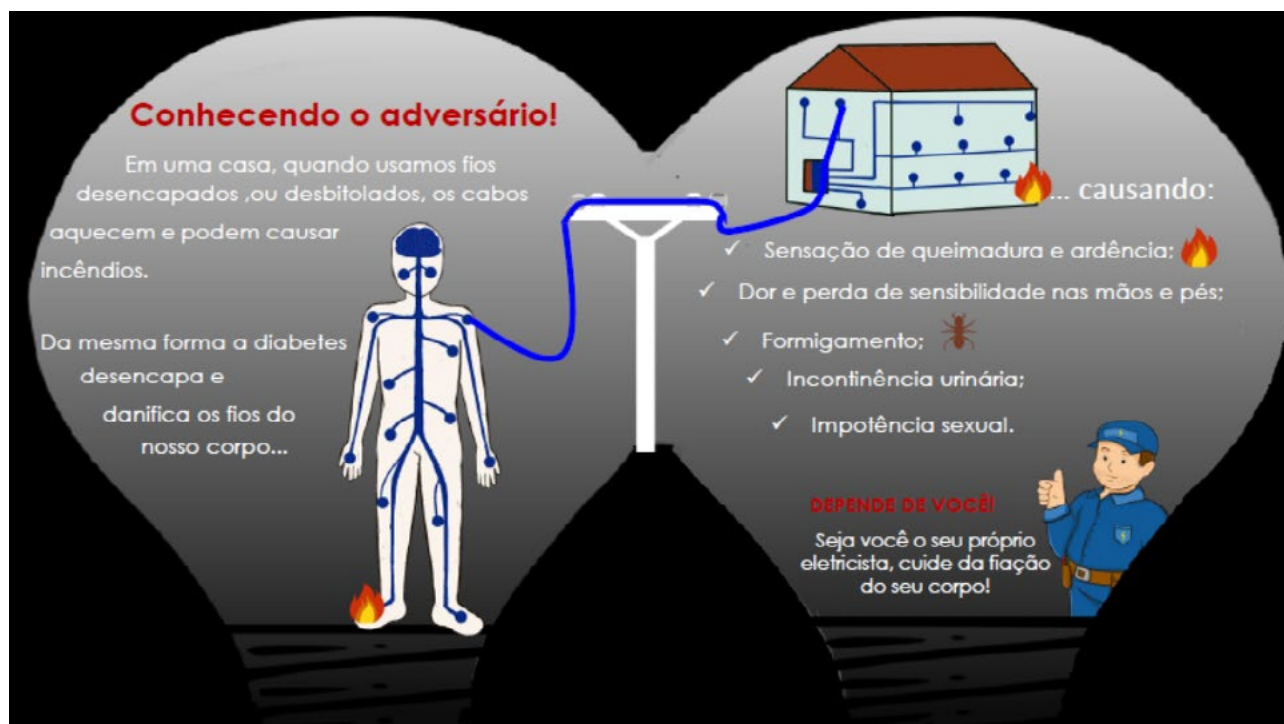 Conhecendo o adversário!
Em uma casa, quando usamos fios
desencapados ,ou desbitolados, os cabos
aquecem e podem causar
incêndios.
Da mesma forma a diabetes
desencapa e
danifica os fios do
nosso corpo...
... causando:
✓ Sensação de queimadura e ardência;
✓ Dor e perda de sensibilidade nas mãos e pés;
✓ Formigamento;
✓ Incontinência urinária;
✓ Impotência sexual.
DEPENDE DE VOCÊ!
Seja você o seu próprio
eletricista, cuide da fiação
do seu corpo!